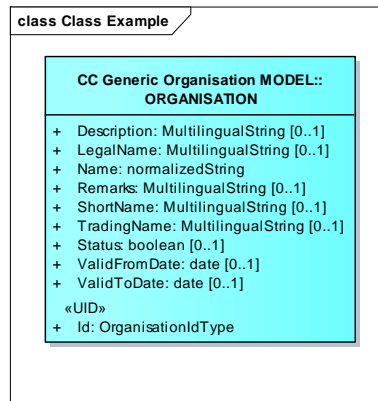 class Class Example
CC Generic Organisation MODEL::
ORGANISATION
+ Description: MultilingualString [0..1]
+ LegalName: MultilingualString [0..1]
+ Name: normalizedString
+ Remarks: MultilingualString [0..1]
+ ShortName: MultilingualString [0..1]
+ TradingName: MultilingualString [0..1]
+ Status: boolean [0..1]
+ ValidFromDate: date [0..1]
+ ValidToDate: date [0..1]
«UID»
+ Id: OrganisationIdType